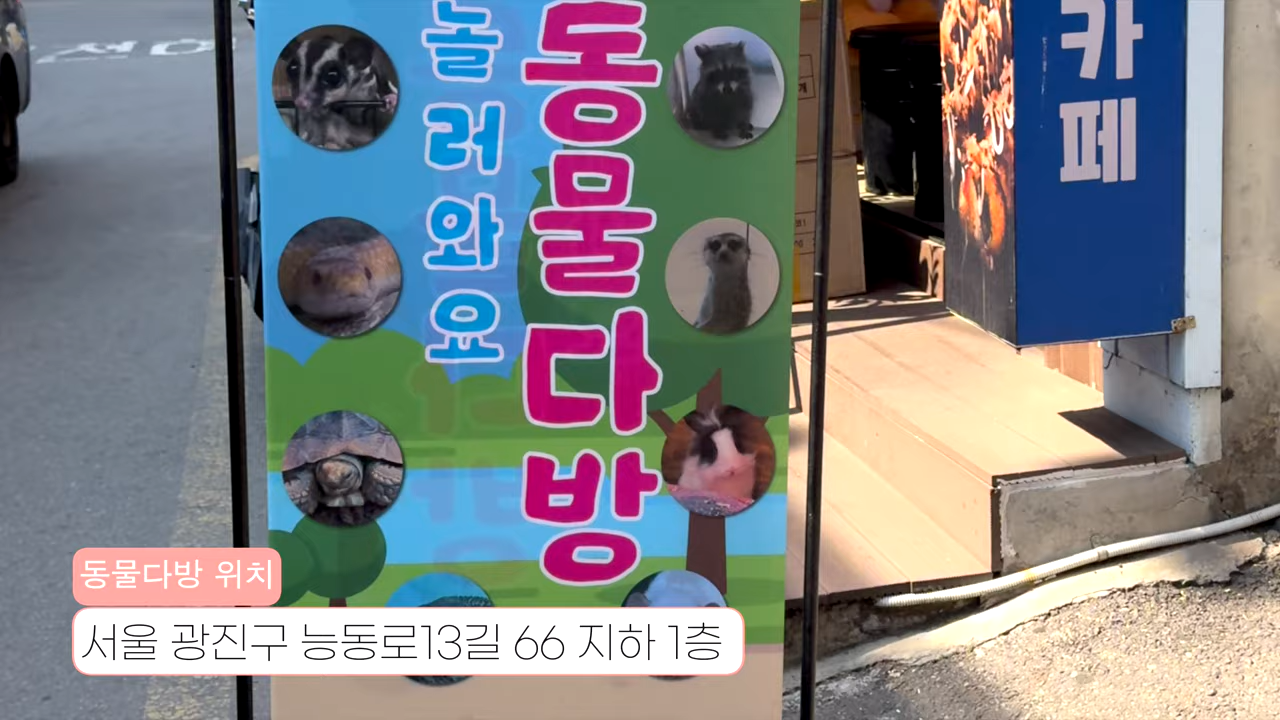 동물다방
놀러와요
카페
동물다방 위치
서울 광진구 능동로13길 66 지하 1층